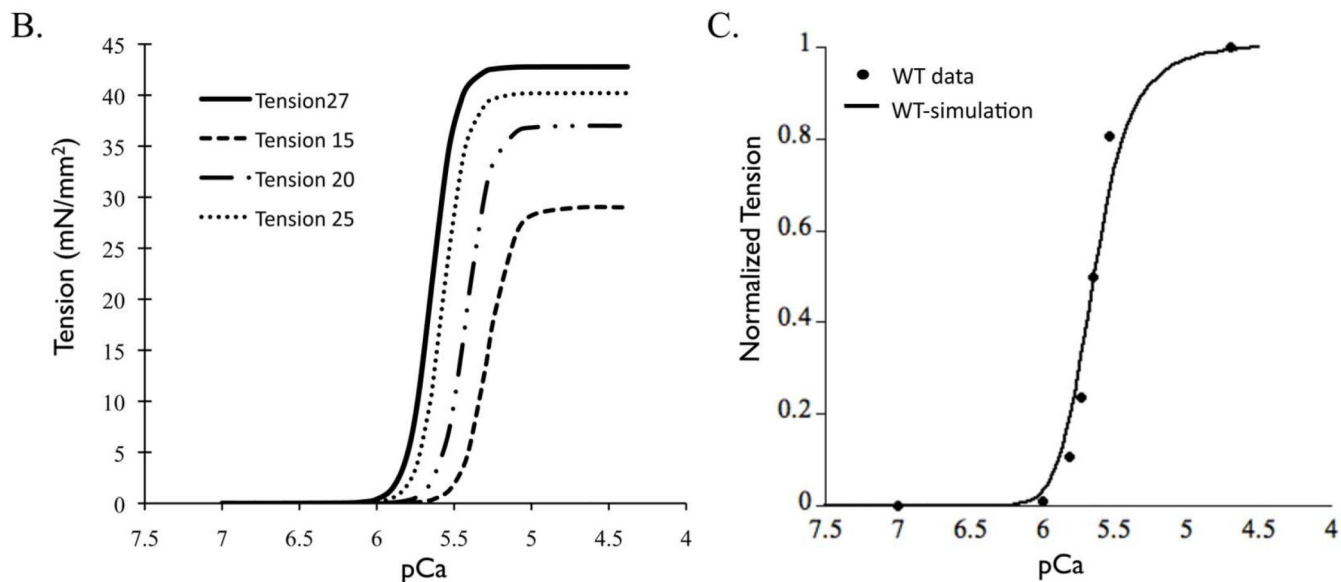 B.
Tension (mN/mm²)
45
40
35
30
25
20
15
10
5
0
Tension27
Tension 15
Tension 20
Tension 25
7.5 7 6.5 6 5.5 5 4.5 4
pCa
C.
Normalized Tension
1
0.8
0.6
0.4
0.2
0
WT data
WT-simulation
7.5 7 6.5 6 5.5 5 4.5 4
pCa